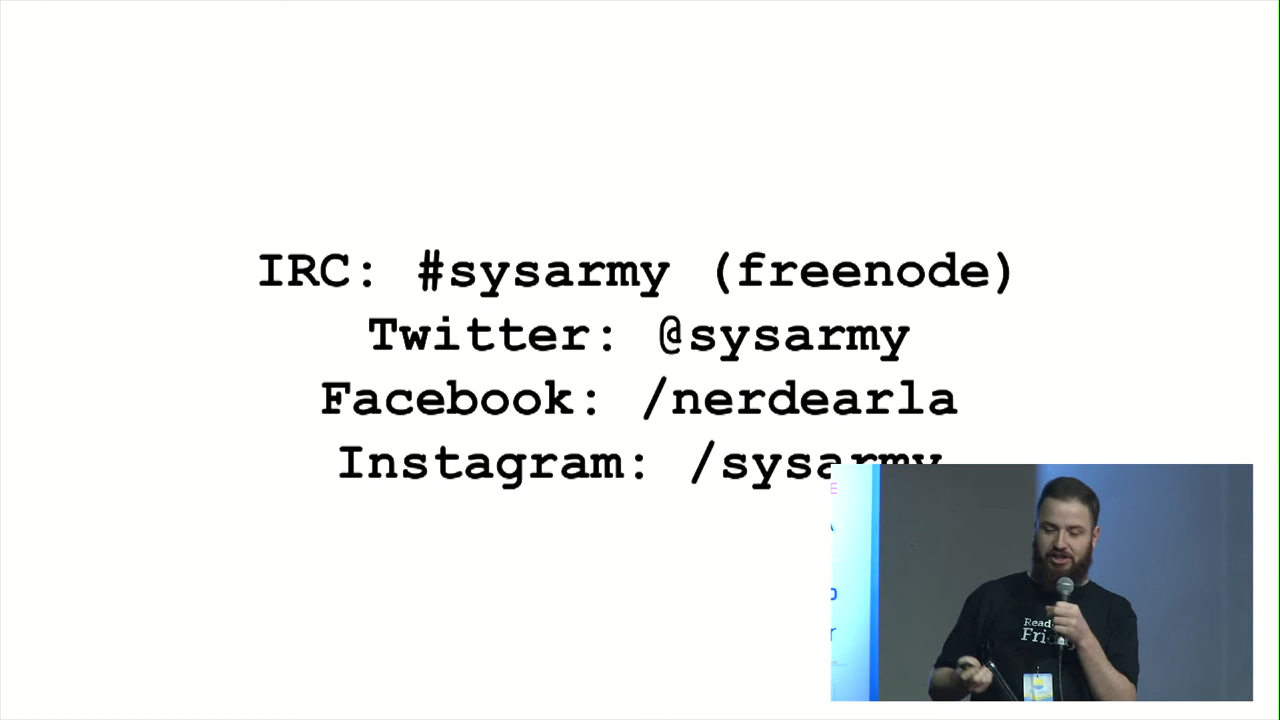 IRC: #sysarmy (freenode)
Twitter: @sysarmy
Facebook: /nerdearla
Instagram: /sysarmy